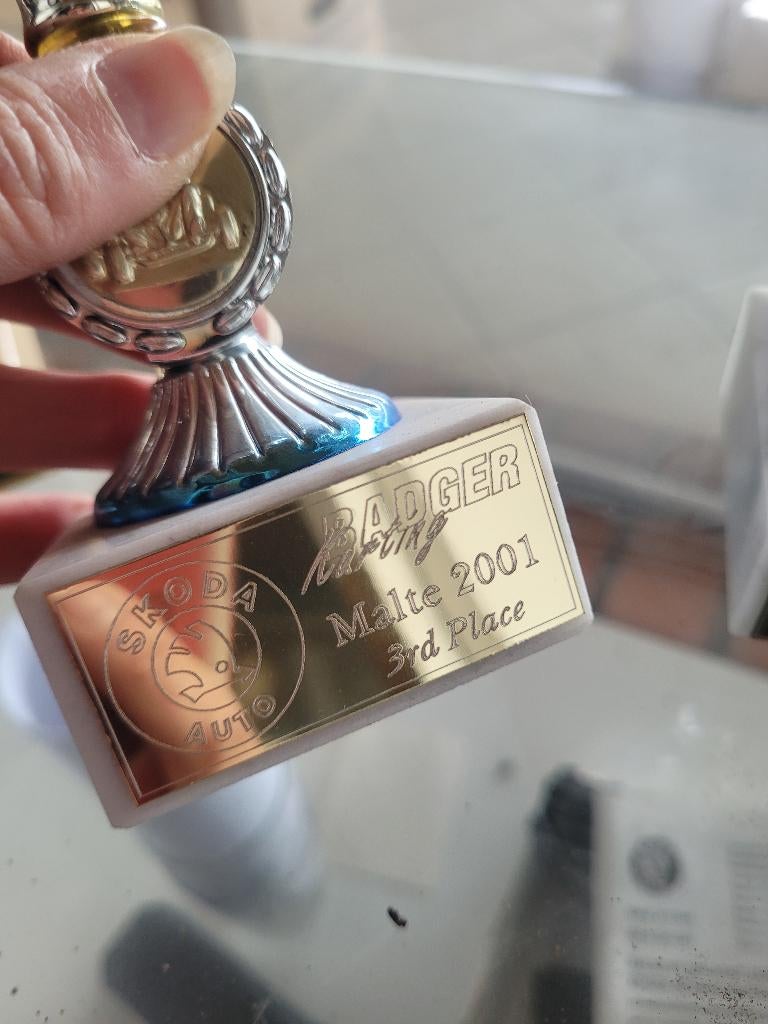 BADGER
Karting
Malte 2001
3rd Place
SKODA
AUTO